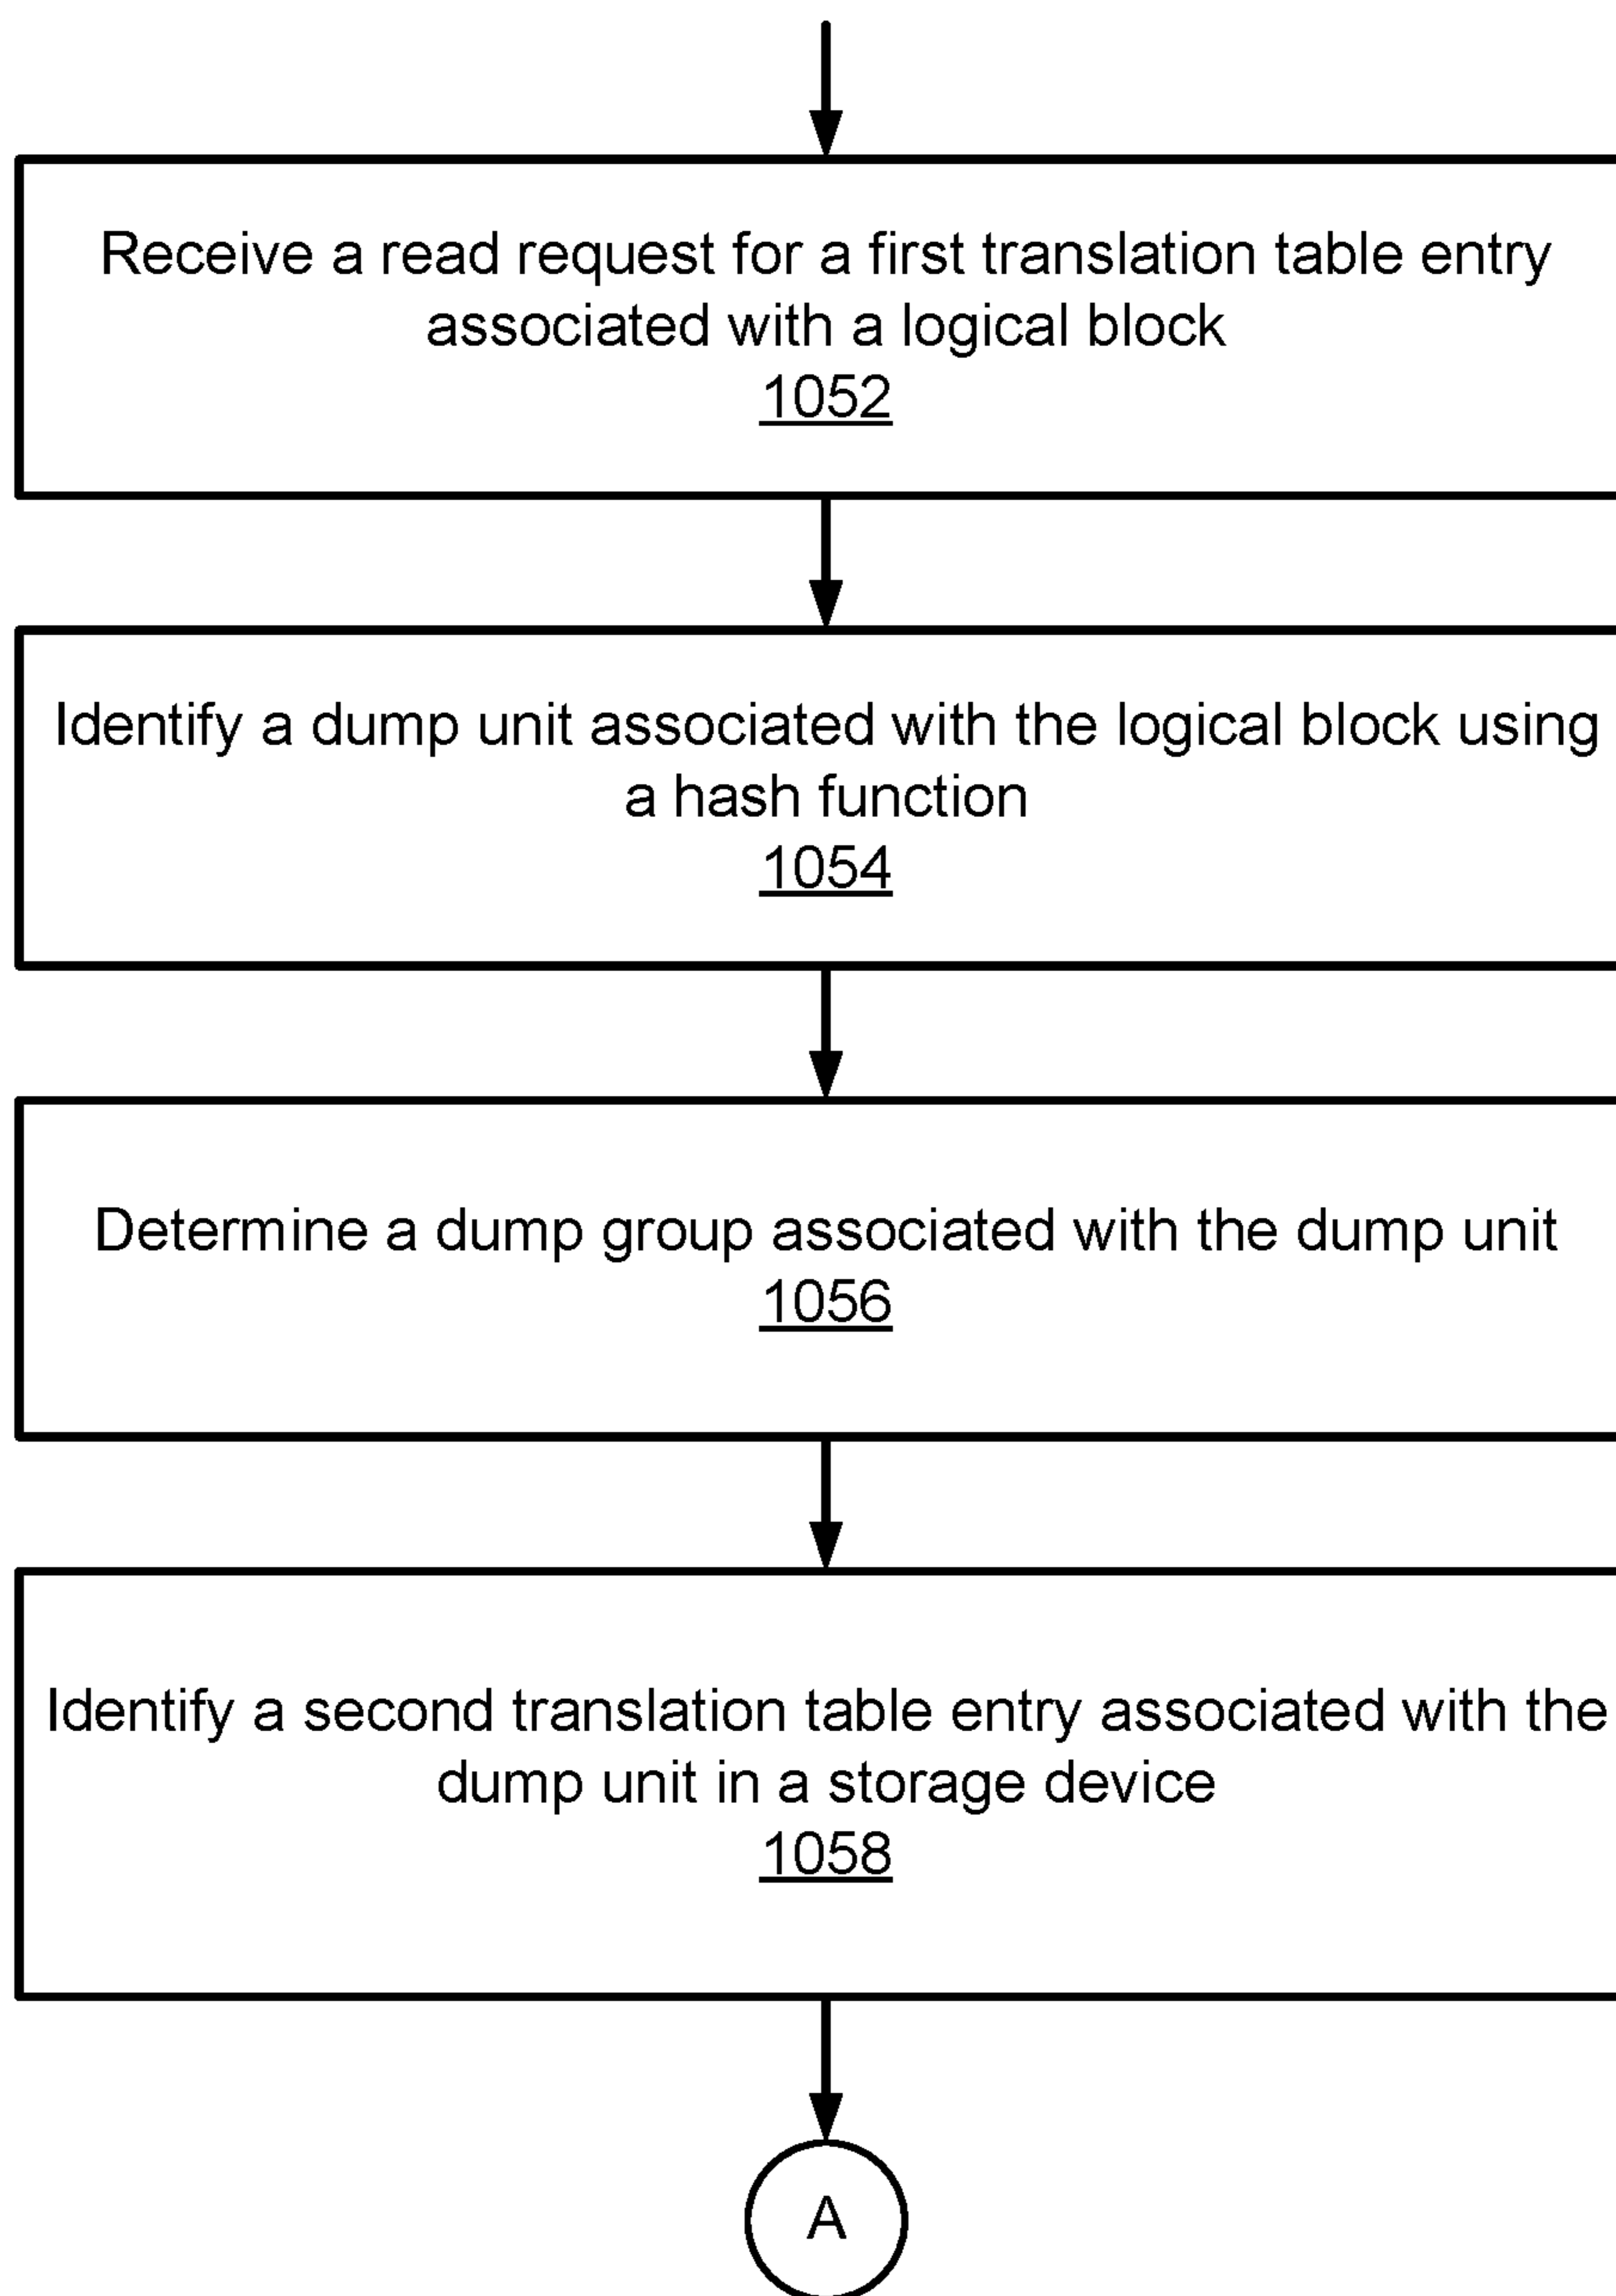 Receive a read request for a first translation table entry
associated with a logical block
1052
Identify a dump unit associated with the logical block using
a hash function
1054
Determine a dump group associated with the dump unit
1056
Identify a second translation table entry associated with the
dump unit in a storage device
1058
A